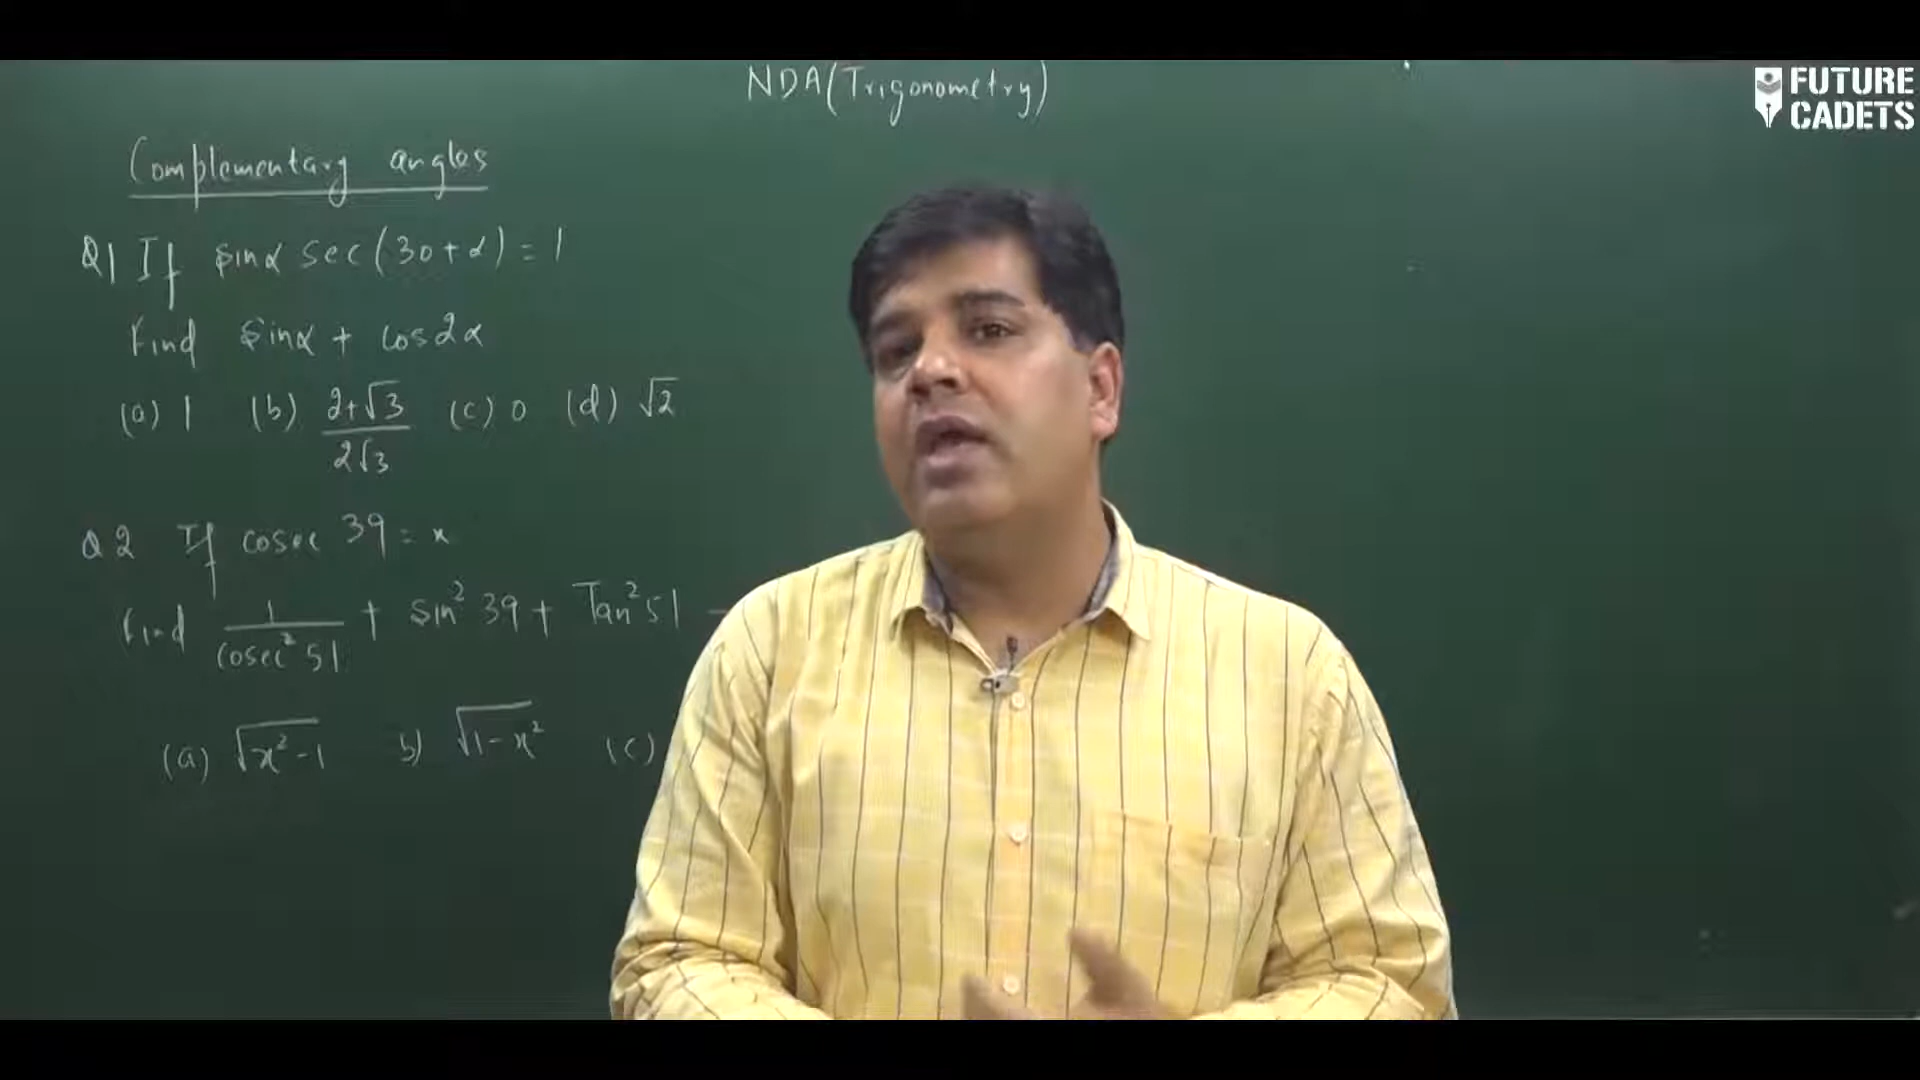 NDA(Trigonometry)
FUTURE
CADETS
Complementary angles
Q1 If sinα sec(30+α) = 1
Find sinα + cos2α
(a) 1 (b) 2+√3/2√3 (c) 0 (d) √2
Q2 If cosec 39 = x
Find 1/cosec²51 + sin²39 + Tan²51 -
(a) √x²-1 b) √1-x² (c)